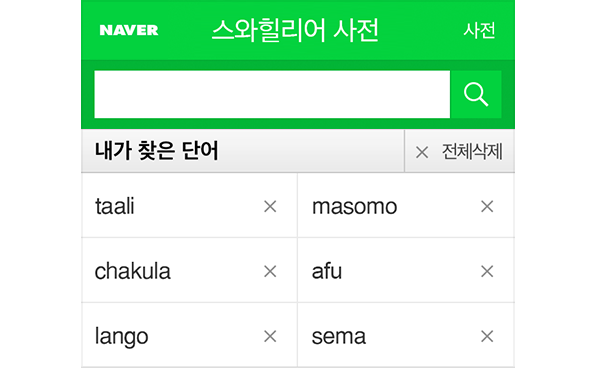 NAVER 스와힐리어 사전 사전
내가 찾은 단어 × 전체삭제
taali × masomo ×
chakula × afu ×
lango × sema ×